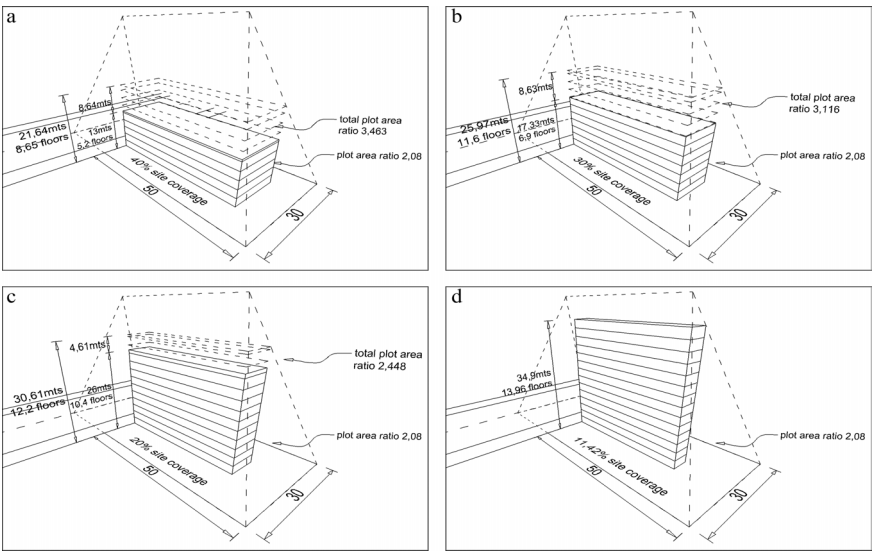 a
8,64mts
21,64mts
8,65 floors
13mts
5,2 floors
total plot area
ratio 3,463
plot area ratio 2,08
40% site coverage
50
30
b
8,63mts
25,97mts
11,6 floors
17,33mts
6,9 floors
total plot area
ratio 3,116
plot area ratio 2,08
30% site coverage
50
30
c
4,61mts
30,61mts
12,2 floors
26mts
10,4 floors
total plot area
ratio 2,448
plot area ratio 2,08
20% site coverage
50
30
d
34,9mts
13,96 floors
plot area ratio 2,08
11,42% site coverage
50
30